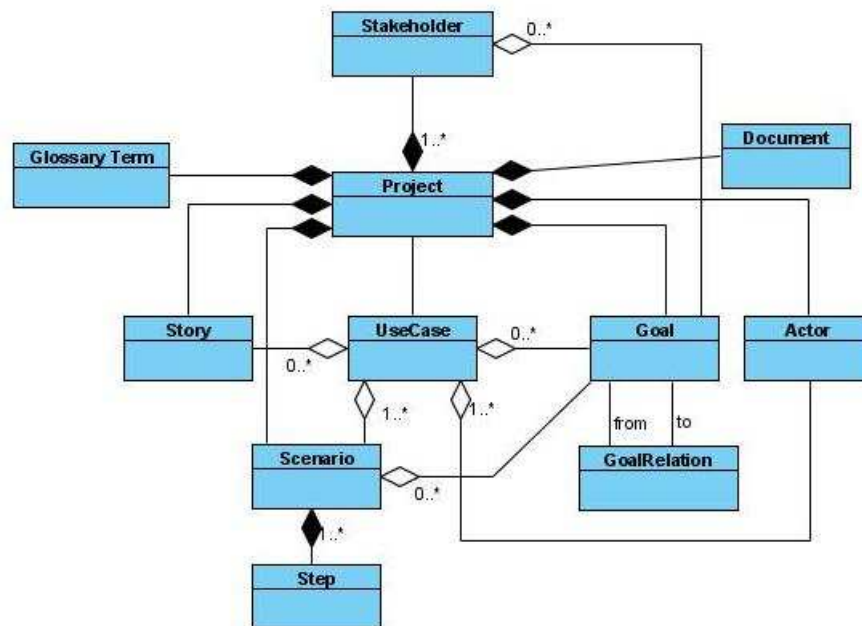 Stakeholder
0..*
1..*
Glossary Term
Document
Project
Story
UseCase
Goal
Actor
0..*
0..*
1..*
1..*
from
to
Scenario
GoalRelation
0..*
1..*
Step